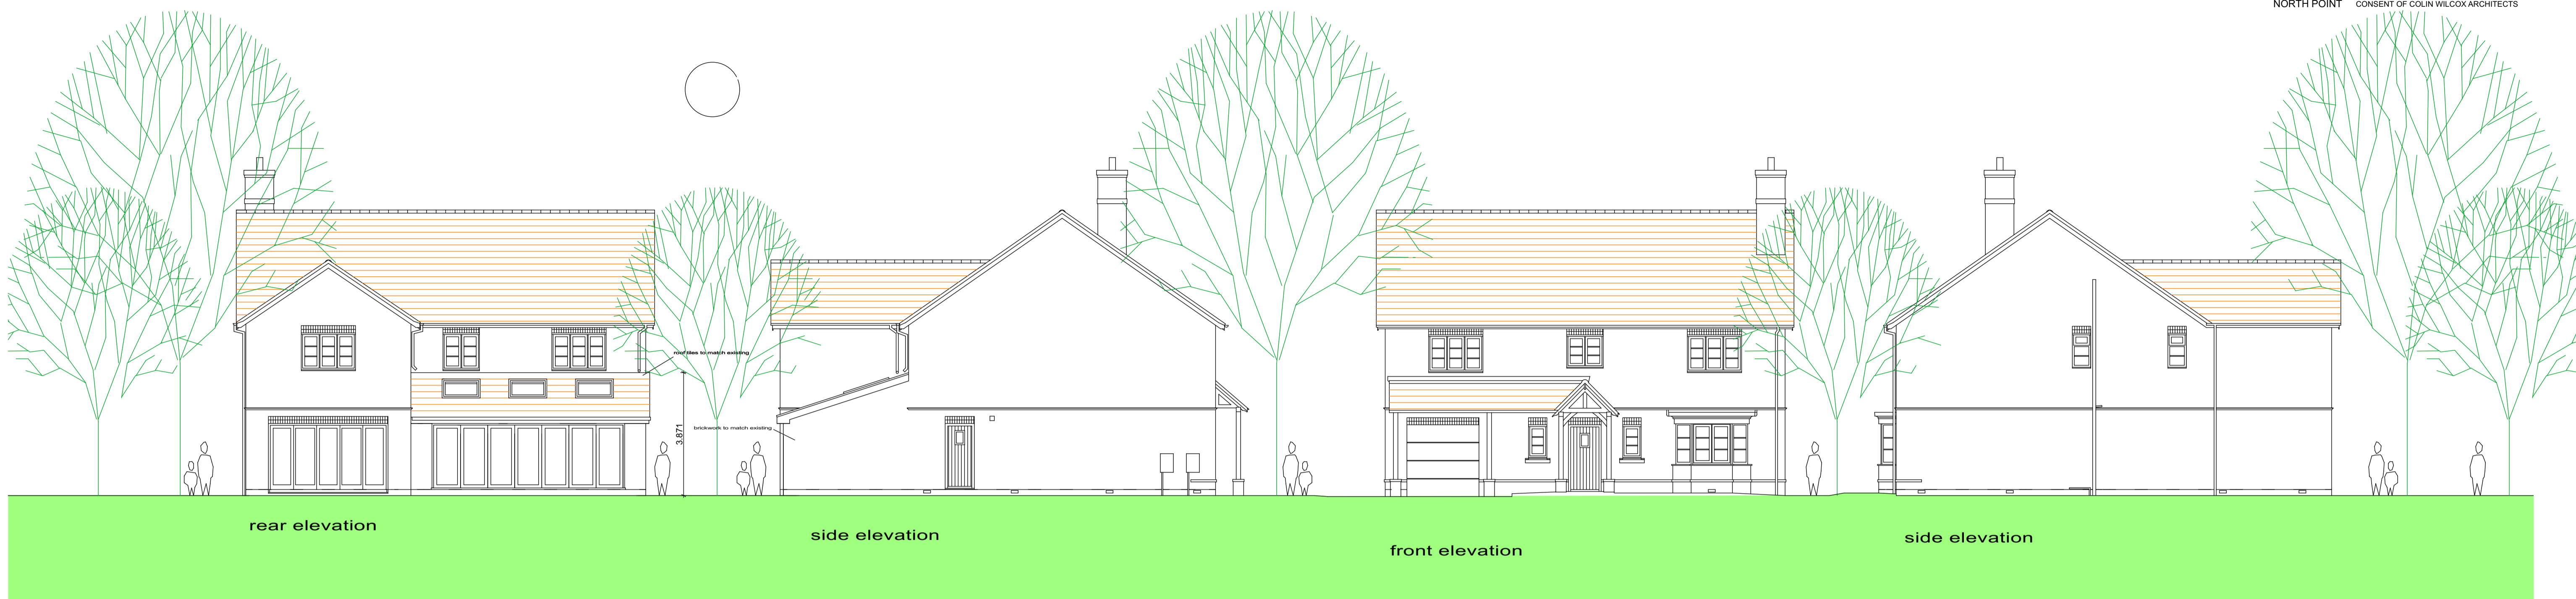 NORTH POINT CONSENT OF COLIN WILCOX ARCHITECTS
roof tiles to match existing
3.871
brickwork to match existing
rear elevation
side elevation
front elevation
side elevation